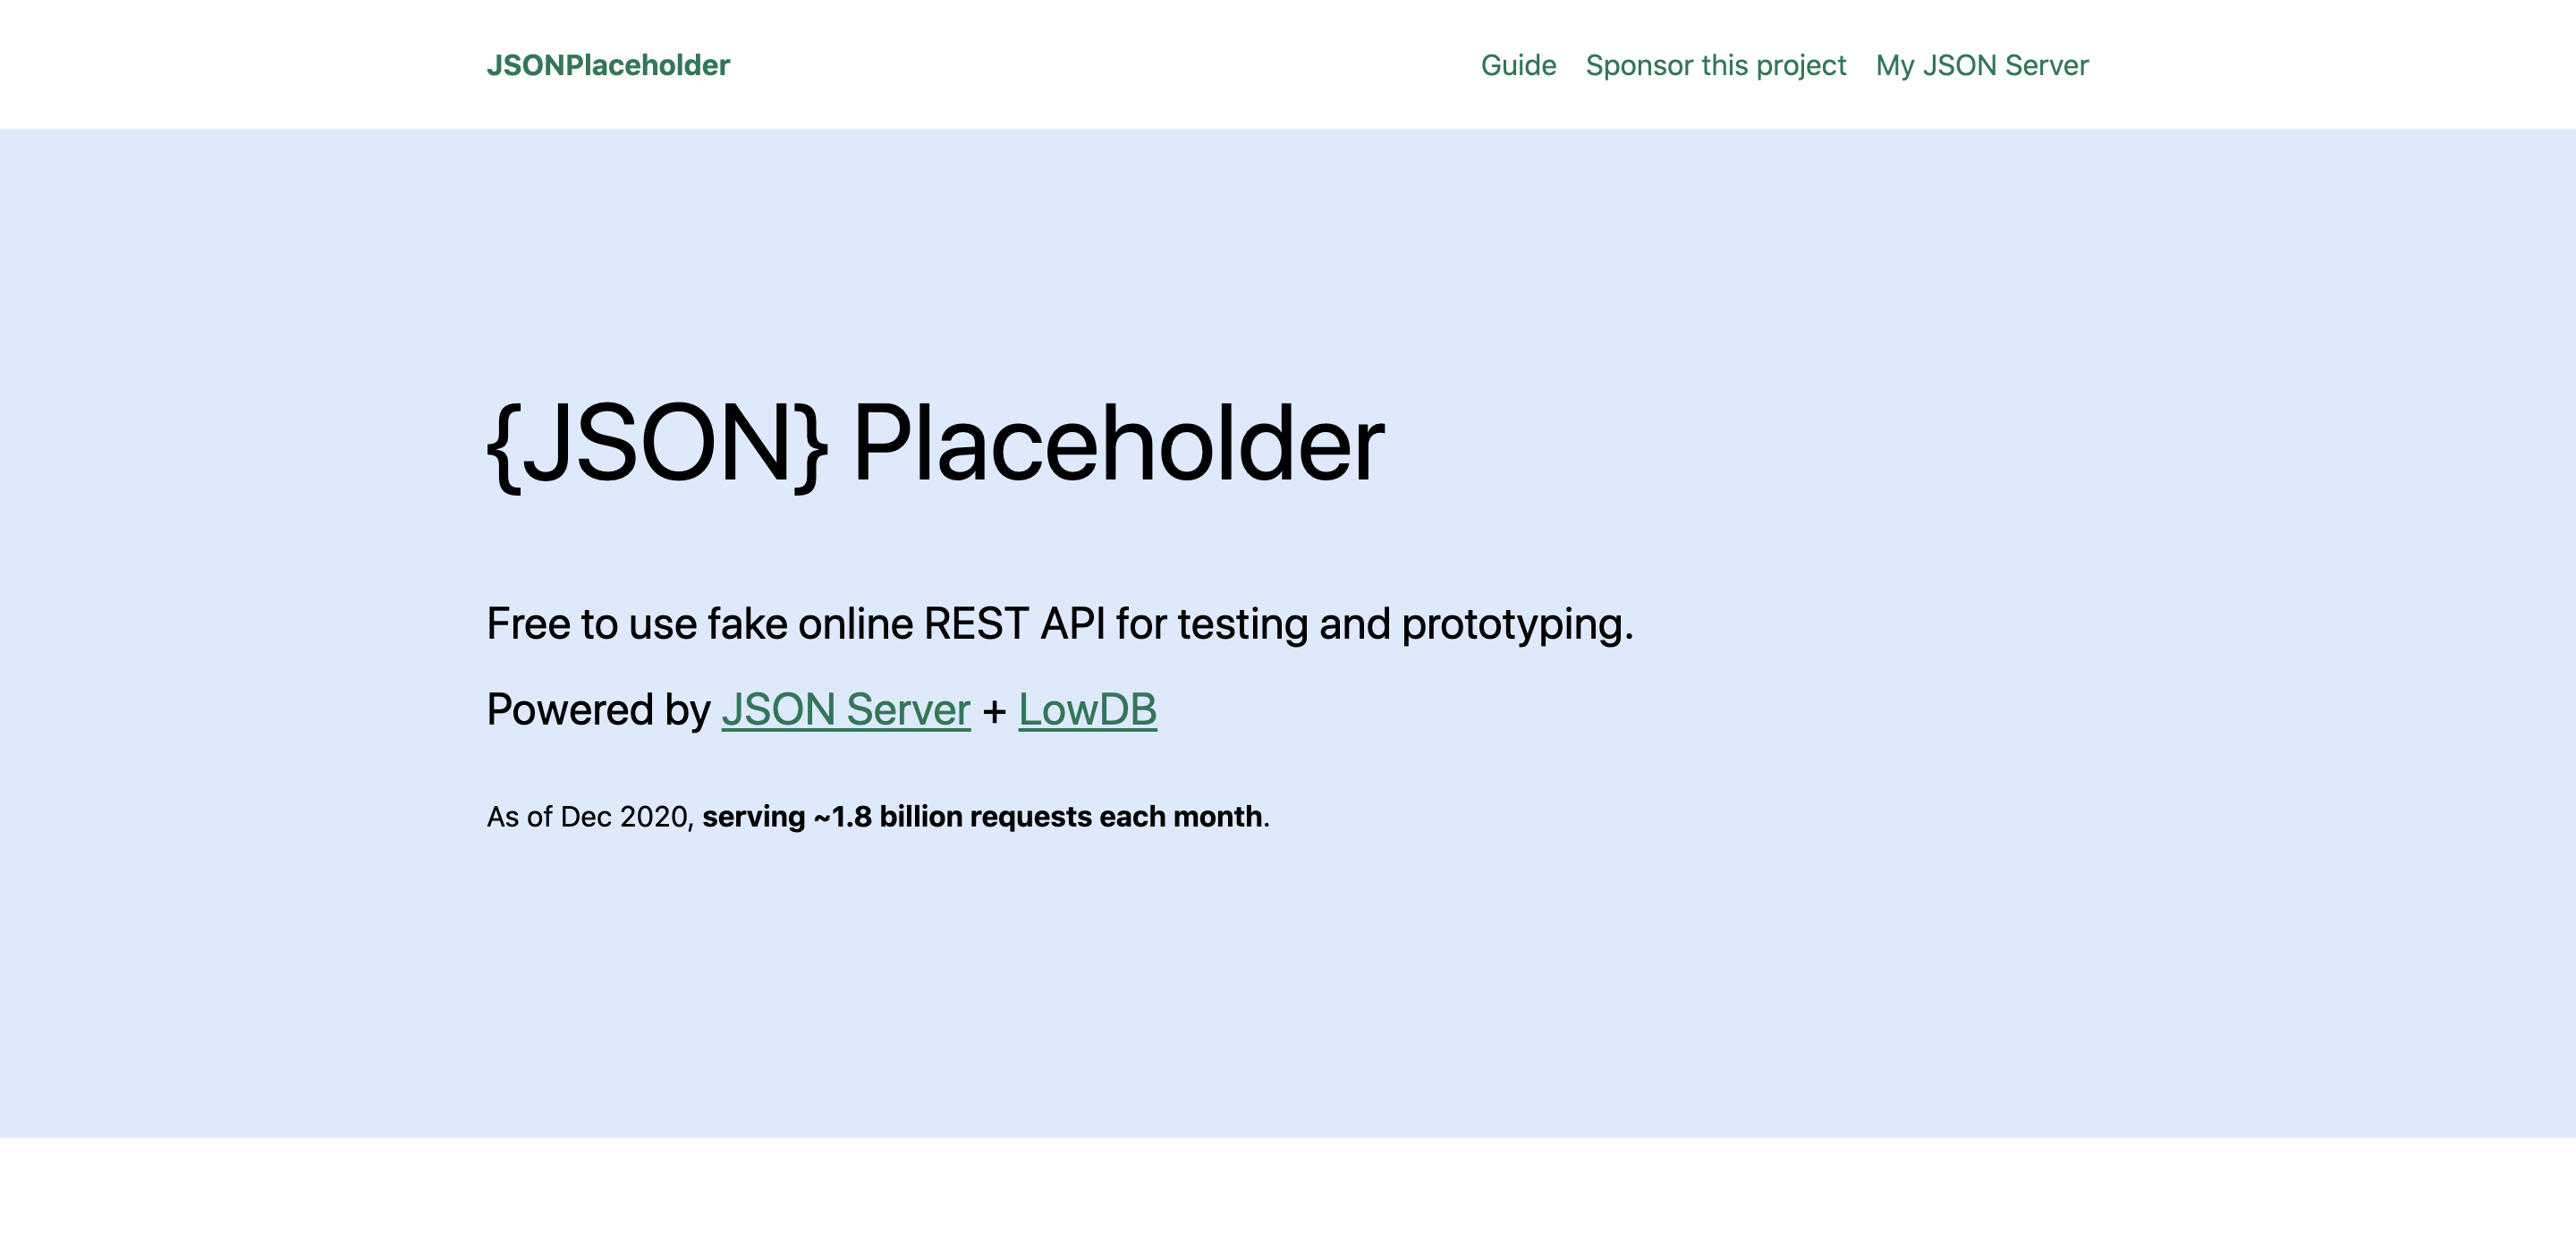 JSONPlaceholder
Guide Sponsor this project My JSON Server
{JSON} Placeholder
Free to use fake online REST API for testing and prototyping.
Powered by JSON Server + LowDB
As of Dec 2020, serving ~1.8 billion requests each month.